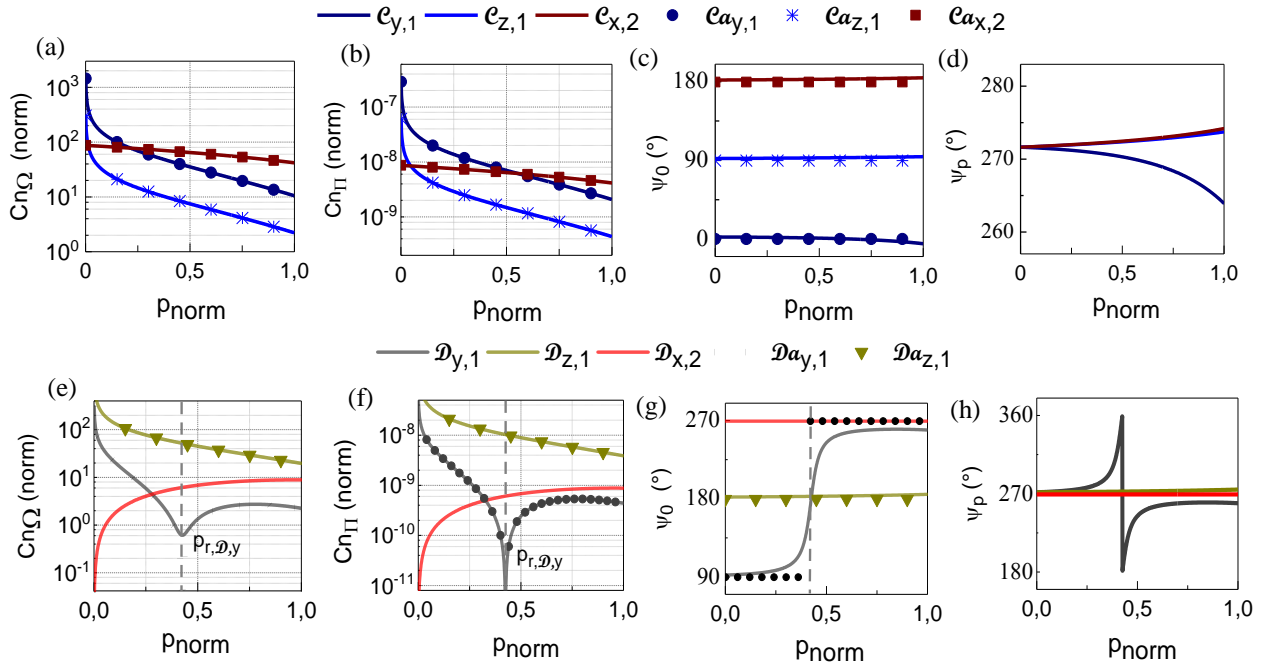 𝓒y,1 𝓒z,1 𝓒x,2 𝓒𝒶y,1 𝓒𝒶z,1 𝓒𝒶x,2
(a) (b) (c) (d)
CnΩ (norm)
10³
10²
10¹
10⁰
0 0,5 1,0
pnorm
CnΠ (norm)
10⁻⁷
10⁻⁸
10⁻⁹
0 0,5 1,0
pnorm
ψ0 (°)
180
90
0
0 0,5 1,0
pnorm
ψp (°)
280
270
260
0 0,5 1,0
pnorm
𝓓y,1 𝓓z,1 𝓓x,2 𝓓𝒶y,1 𝓓𝒶z,1
(e) (f) (g) (h)
CnΩ (norm)
10²
10¹
10⁰
10⁻¹
pr,𝓓,y
0,0 0,5 1,0
pnorm
CnΠ (norm)
10⁻⁸
10⁻⁹
10⁻¹⁰
10⁻¹¹
pr,𝓓,y
0,0 0,5 1,0
pnorm
ψ0 (°)
270
180
90
0,0 0,5 1,0
pnorm
ψp (°)
360
270
180
0,0 0,5 1,0
pnorm